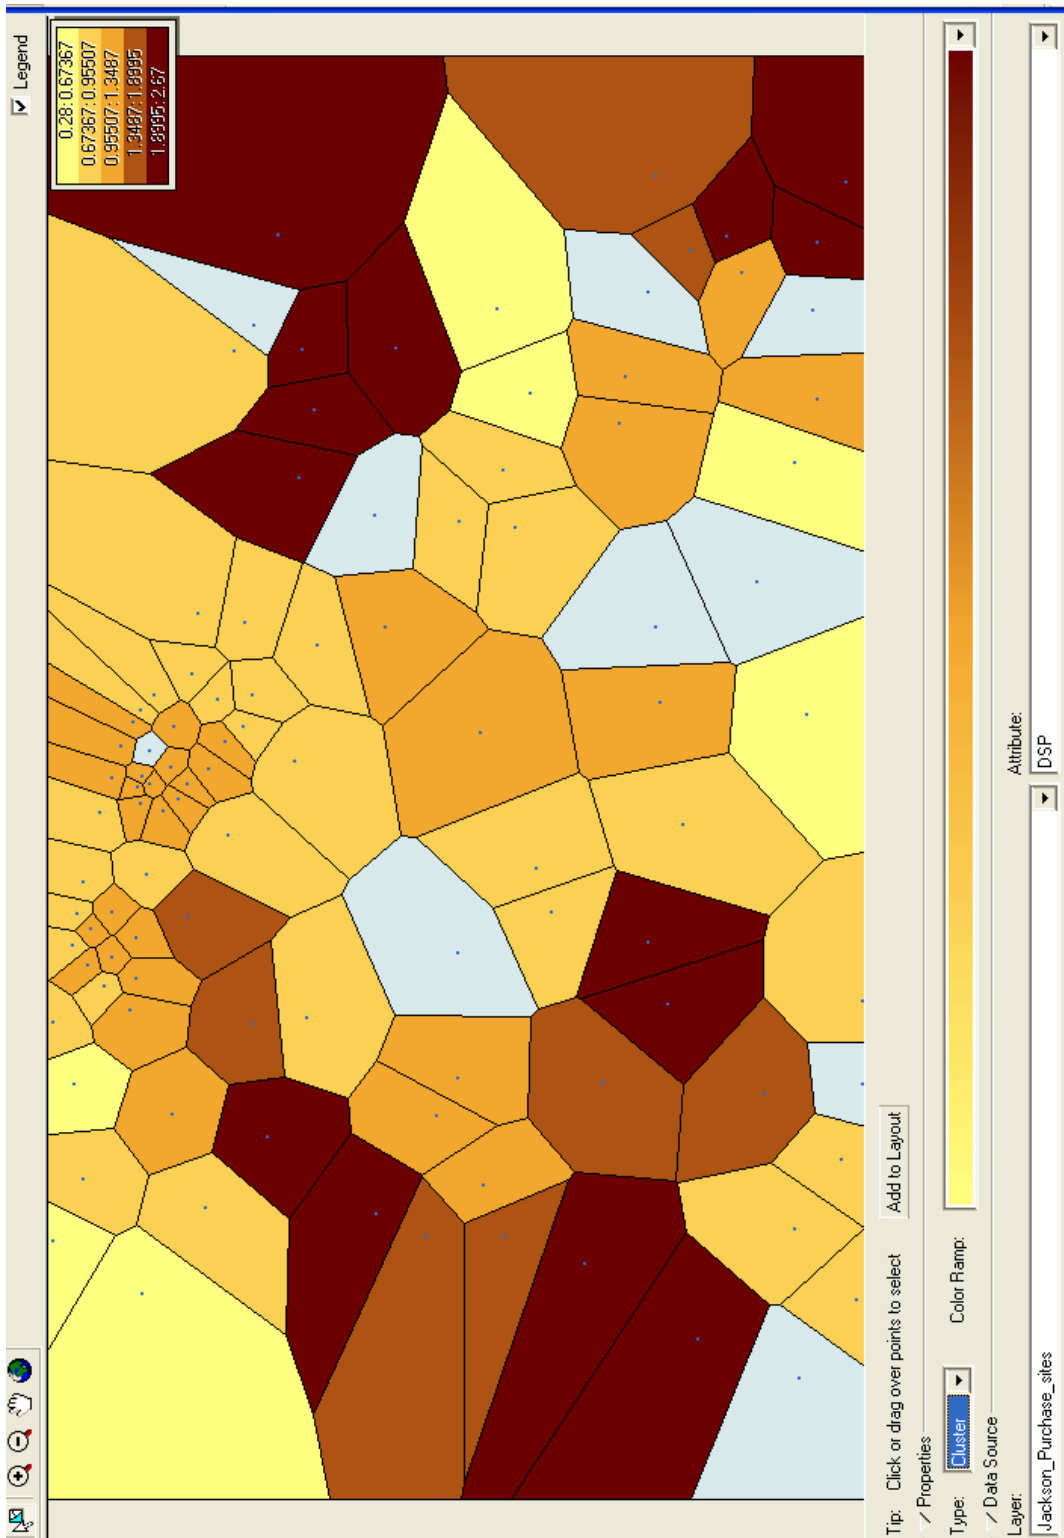 Legend
0.28:0.67367
0.67367:0.95507
0.95507:1.3487
1.3487:1.8995
1.8995:2.67
Tip: Click or drag over points to select
Add to Layout
Properties
Type: Cluster Color Ramp:
Data Source
Layer: Attribute:
Jackson_Purchase_sites DSP